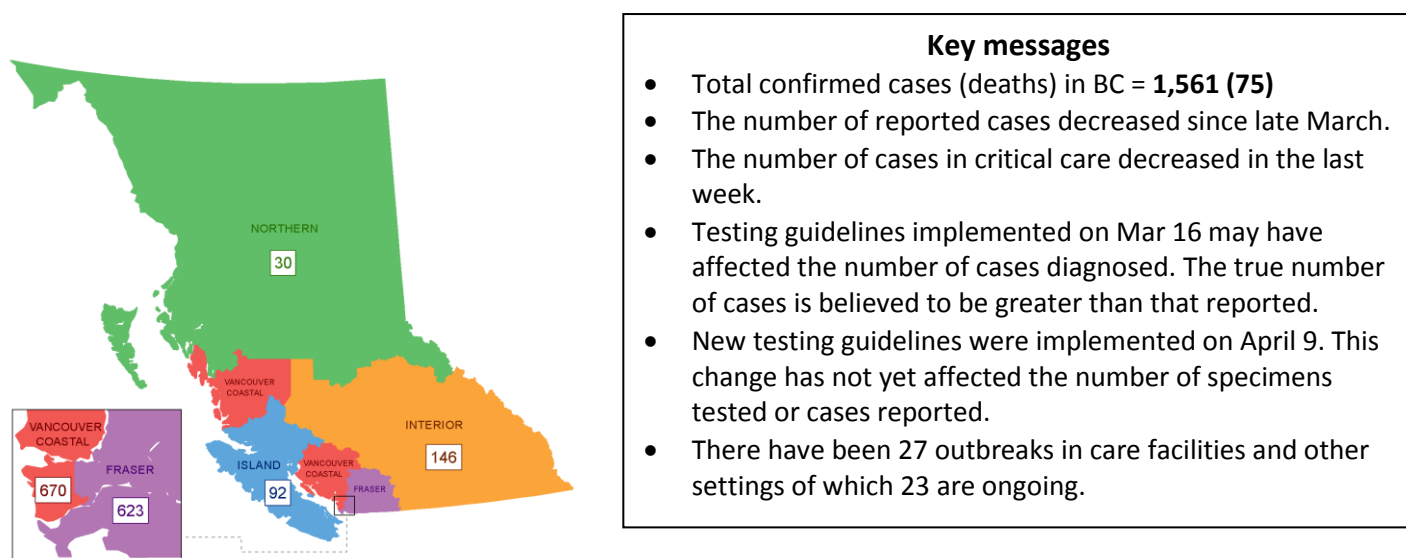 NORTHERN
30
VANCOUVER
COASTAL
INTERIOR
146
ISLAND
92
VANCOUVER
COASTAL
FRASER
VANCOUVER
COASTAL
FRASER
670
623
Key messages
• Total confirmed cases (deaths) in BC = 1,561 (75)
• The number of reported cases decreased since late March.
• The number of cases in critical care decreased in the last
week.
• Testing guidelines implemented on Mar 16 may have
affected the number of cases diagnosed. The true number
of cases is believed to be greater than that reported.
• New testing guidelines were implemented on April 9. This
change has not yet affected the number of specimens
tested or cases reported.
• There have been 27 outbreaks in care facilities and other
settings of which 23 are ongoing.